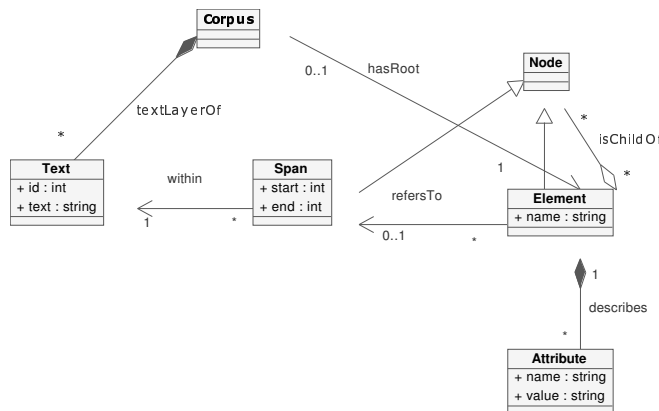 Corpus
Node
0..1
hasRoot
textLayerOf
*
*
isChildOf
*
Text
+ id : int
+ text : string
within
1
*
Span
+ start : int
+ end : int
refersTo
0..1
*
1
Element
+ name : string
1
describes
*
Attribute
+ name : string
+ value : string